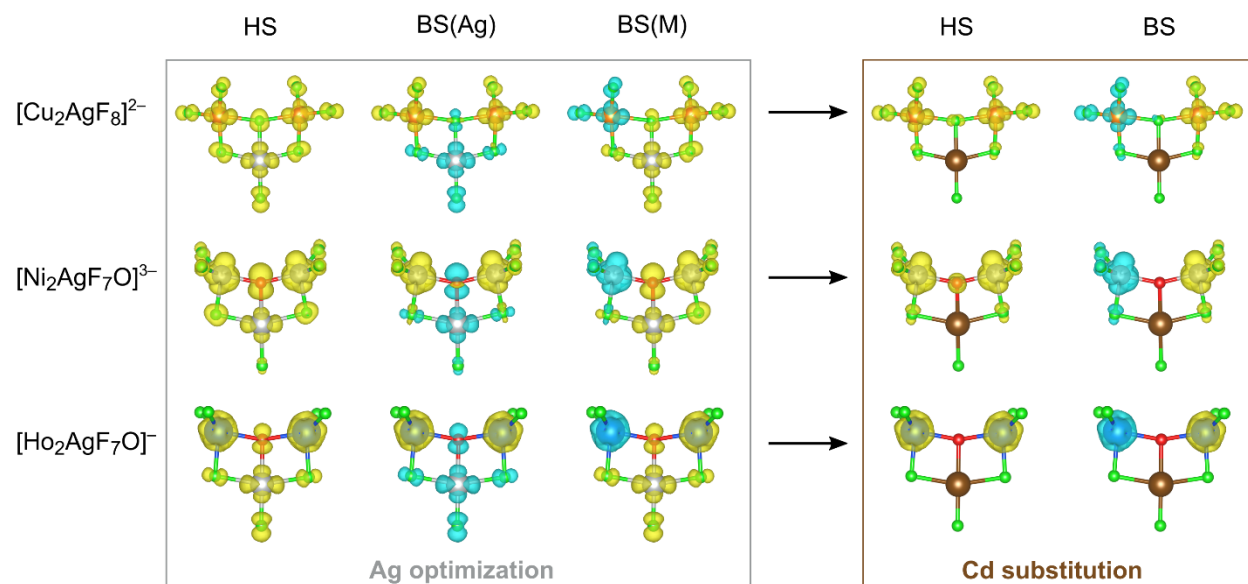 HS BS(Ag) BS(M) HS BS
[Cu₂AgF₈]²⁻
[Ni₂AgF₇O]³⁻
[Ho₂AgF₇O]⁻
Ag optimization Cd substitution